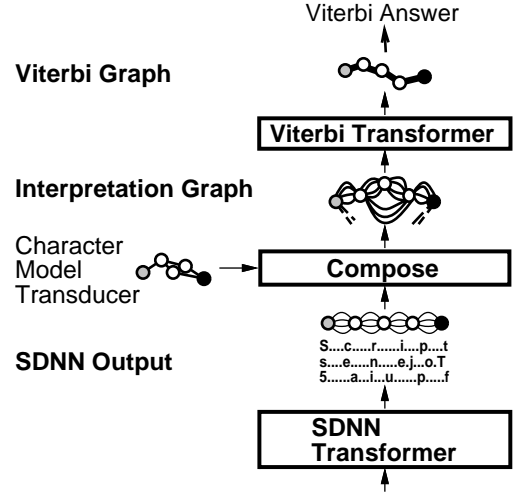 Viterbi Answer
Viterbi Graph
Viterbi Transformer
Interpretation Graph
Character
Model
Transducer
Compose
SDNN Output
S....c.....r......i....p....t
s....e.....n....e.j...o.T
5......a...i...u......p.....f
SDNN
Transformer